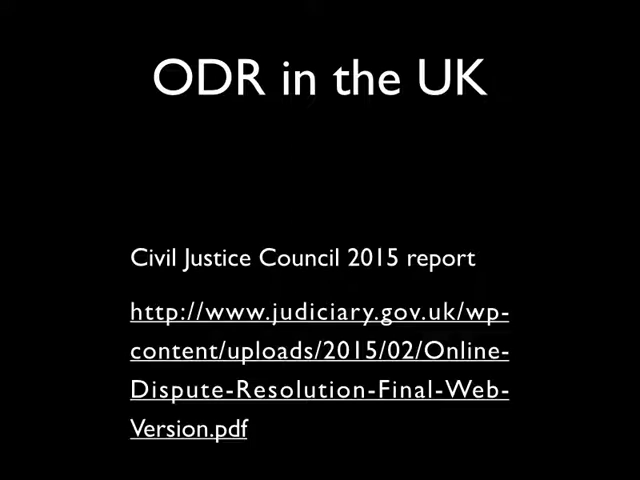 ODR in the UK
Civil Justice Council 2015 report
http://www.judiciary.gov.uk/wp-
content/uploads/2015/02/Online-
Dispute-Resolution-Final-Web-
Version.pdf